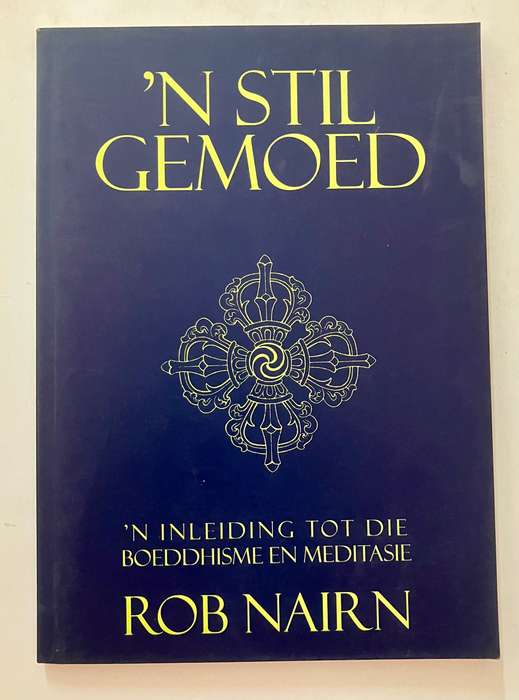 'N STIL
GEMOED
'N INLEIDING TOT DIE
BOEDDHISME EN MEDITASIE
ROB NAIRN